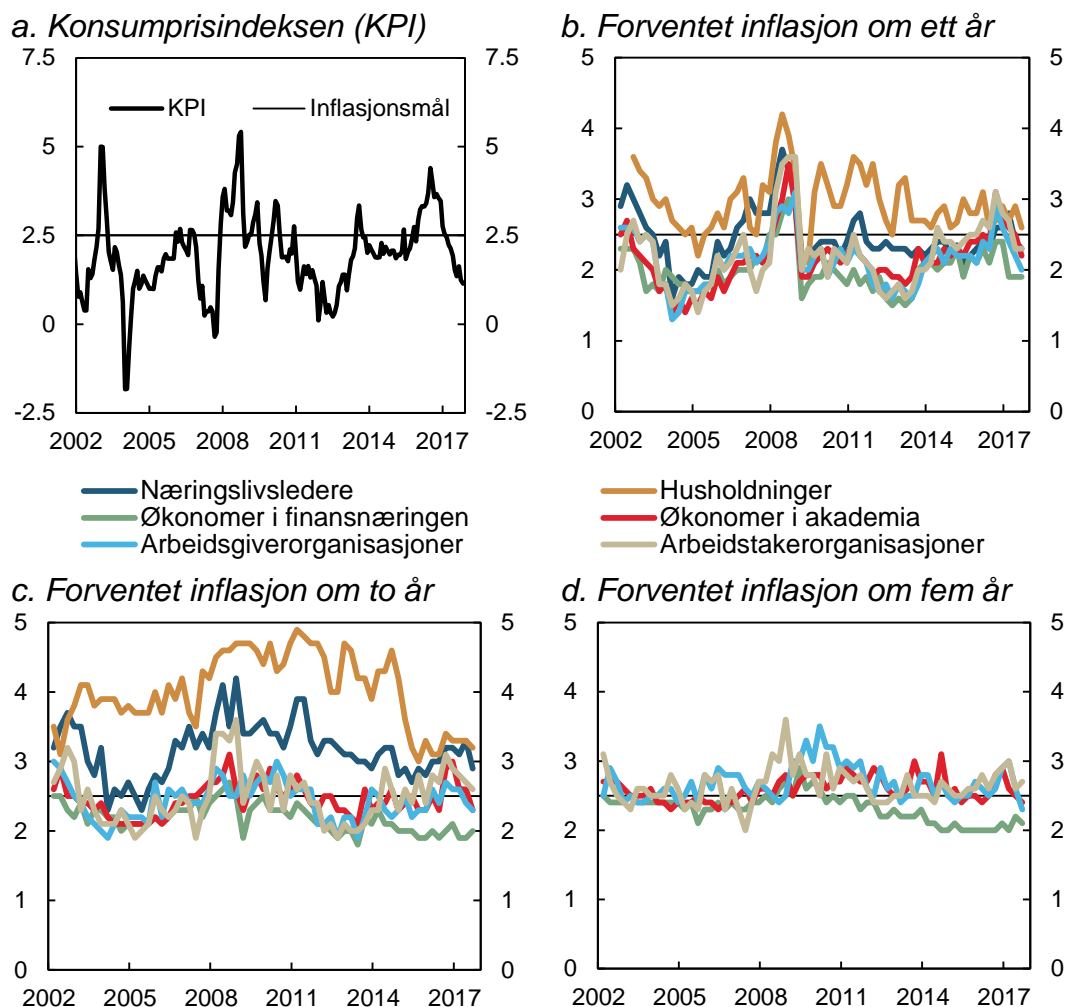 a. Konsumprisindeksen (KPI)
7.5 7.5
KPI Inflasjonsmål
5 5
2.5 2.5
0 0
-2.5 -2.5
2002 2005 2008 2011 2014 2017
b. Forventet inflasjon om ett år
5 5
4 4
3 3
2 2
1 1
0 0
2002 2005 2008 2011 2014 2017
Næringslivsledere Husholdninger
Økonomer i finansnæringen Økonomer i akademia
Arbeidsgiverorganisasjoner Arbeidstakerorganisasjoner
c. Forventet inflasjon om to år
5 5
4 4
3 3
2 2
1 1
0 0
2002 2005 2008 2011 2014 2017
d. Forventet inflasjon om fem år
5 5
4 4
3 3
2 2
1 1
0 0
2002 2005 2008 2011 2014 2017